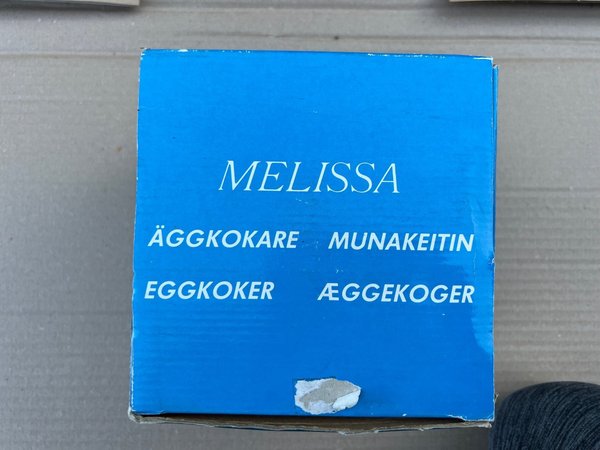 MELISSA
ÄGGKOKARE MUNAKEITIN
EGGKOKER ÆGGEKOGER